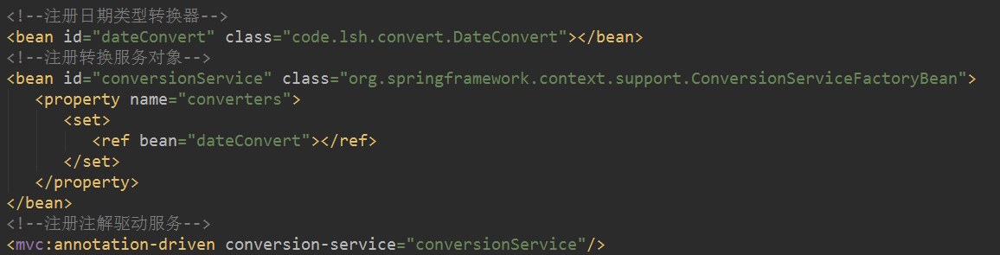 <!--注册日期类型转换器-->
<bean id="dateConvert" class="code.lsh.convert.DateConvert"></bean>
<!--注册转换服务对象-->
<bean id="conversionService" class="org.springframework.context.support.ConversionServiceFactoryBean">
<property name="converters">
<set>
<ref bean="dateConvert"></ref>
</set>
</property>
</bean>
<!--注册注解驱动服务-->
<mvc:annotation-driven conversion-service="conversionService"/>